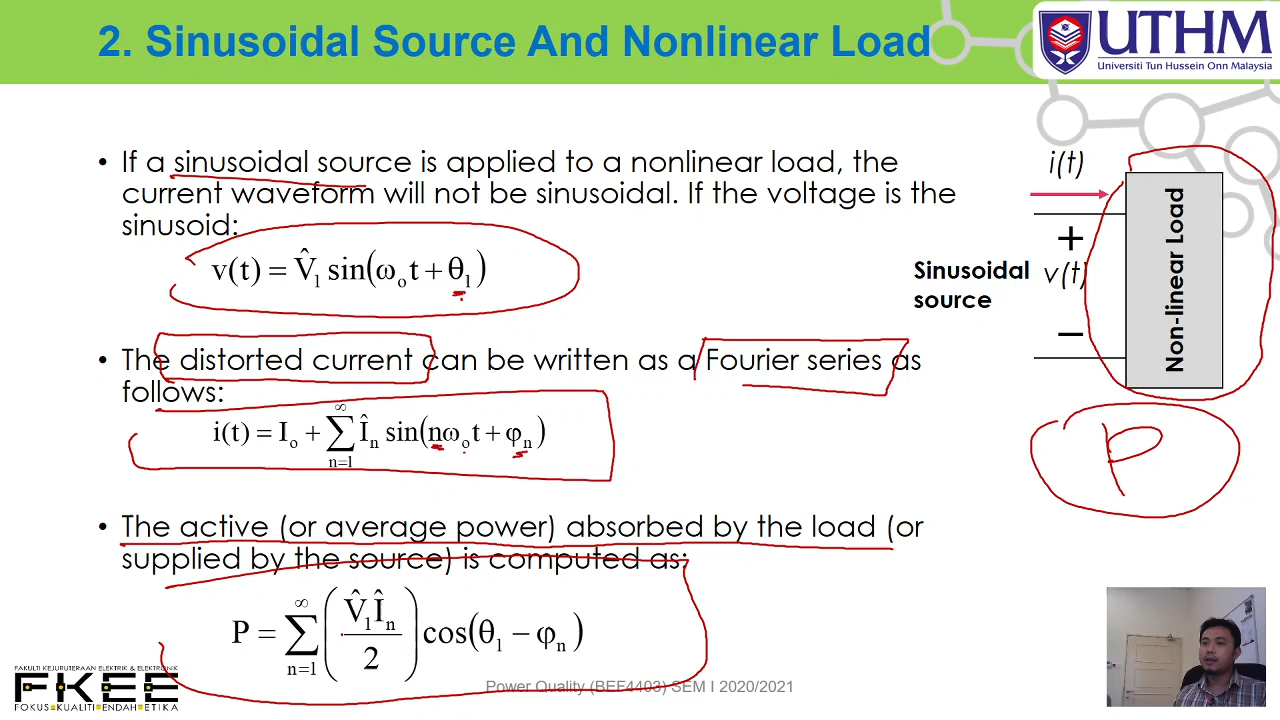 2. Sinusoidal Source And Nonlinear Load
UTHM
Universiti Tun Hussein Onn Malaysia
• If a sinusoidal source is applied to a nonlinear load, the
current waveform will not be sinusoidal. If the voltage is the
sinusoid:
v(t) = V̂₁ sin(ω₀t + θ₁)
• The distorted current can be written as a Fourier series as
follows:
i(t) = I₀ + ∑_{n=1}^{∞} Îₙ sin(nω₀t + φₙ)
• The active (or average power) absorbed by the load (or
supplied by the source) is computed as:
P = ∑_{n=1}^{∞} (V̂₁Îₙ / 2) cos(θ₁ − φₙ)
i(t)
+
Sinusoidal
source
v(t)
−
Non-linear Load
P
FAKULTI KEJURUTERAAN ELEKTRIK & ELEKTRONIK
FKEE
FOKUS KUALITI ENDAH ETIKA
Power Quality (BEF4403) SEM I 2020/2021